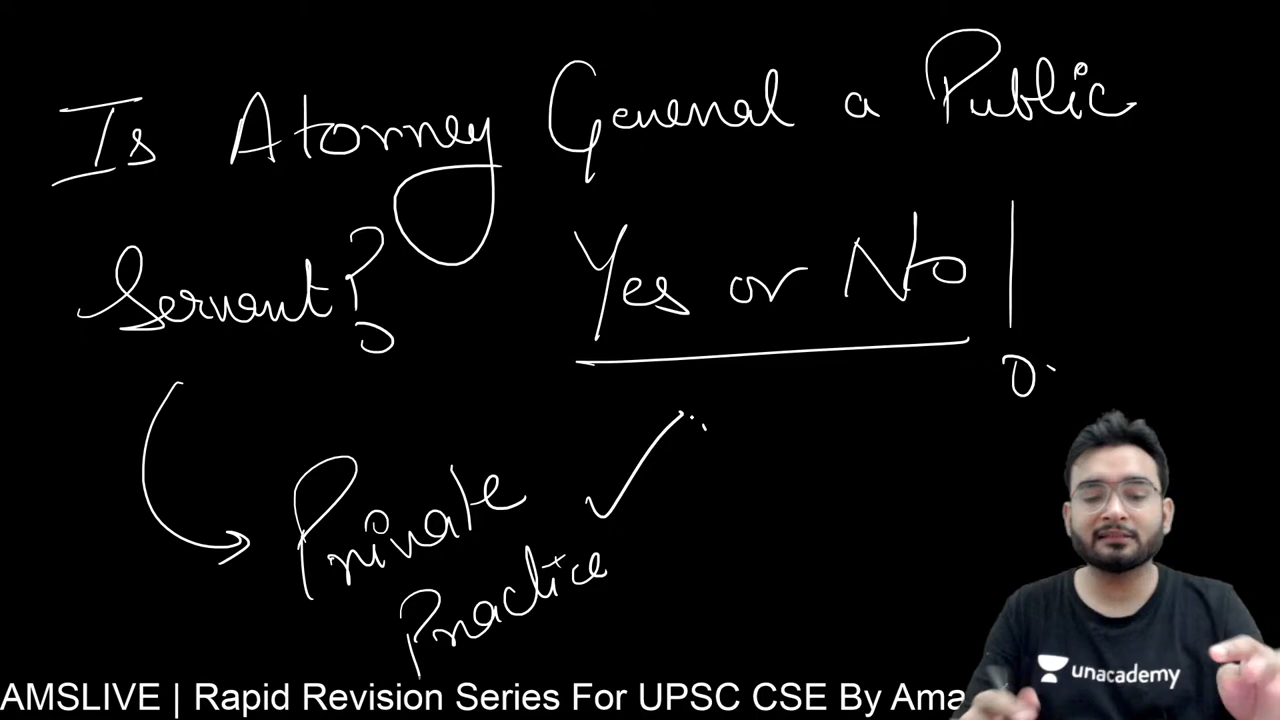 Is Atorney General a Public
Servant? Yes or No!
Private
Practice
unacademy
AMSLIVE | Rapid Revision Series For UPSC CSE By Ama